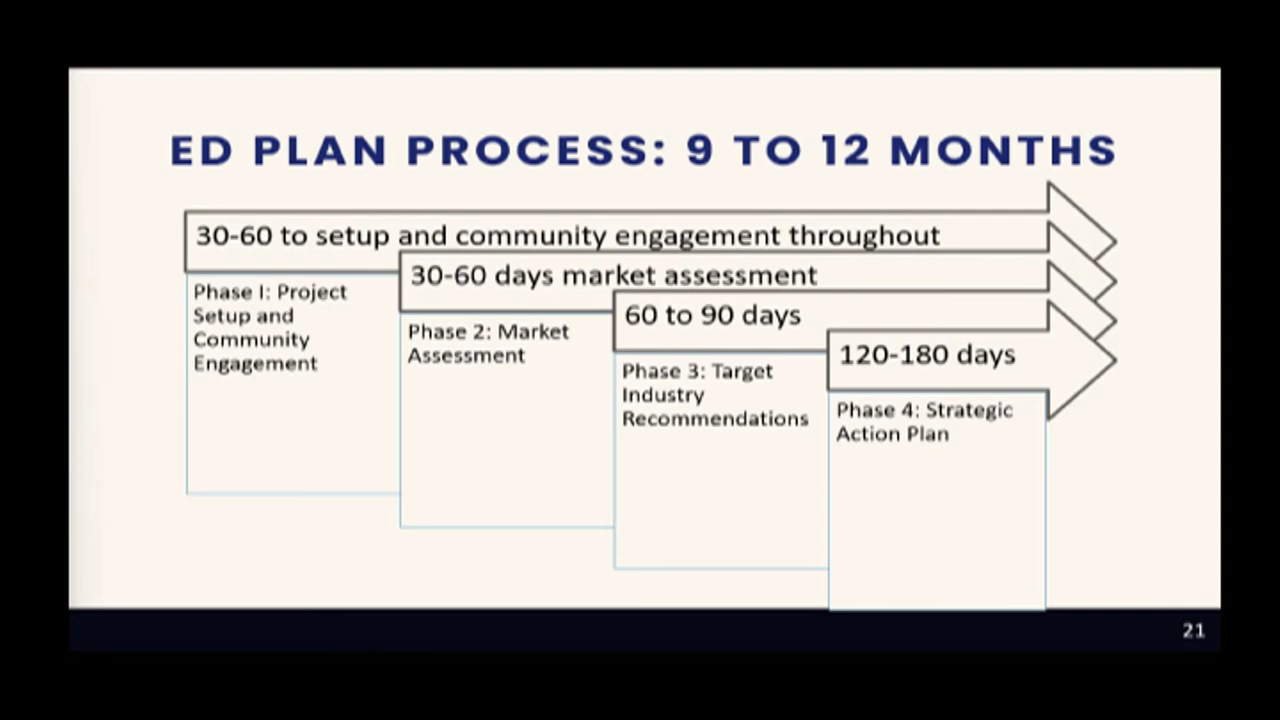 ED PLAN PROCESS: 9 TO 12 MONTHS
30-60 to setup and community engagement throughout
Phase I: Project
Setup and
Community
Engagement
30-60 days market assessment
Phase 2: Market
Assessment
60 to 90 days
Phase 3: Target
Industry
Recommendations
120-180 days
Phase 4: Strategic
Action Plan
21